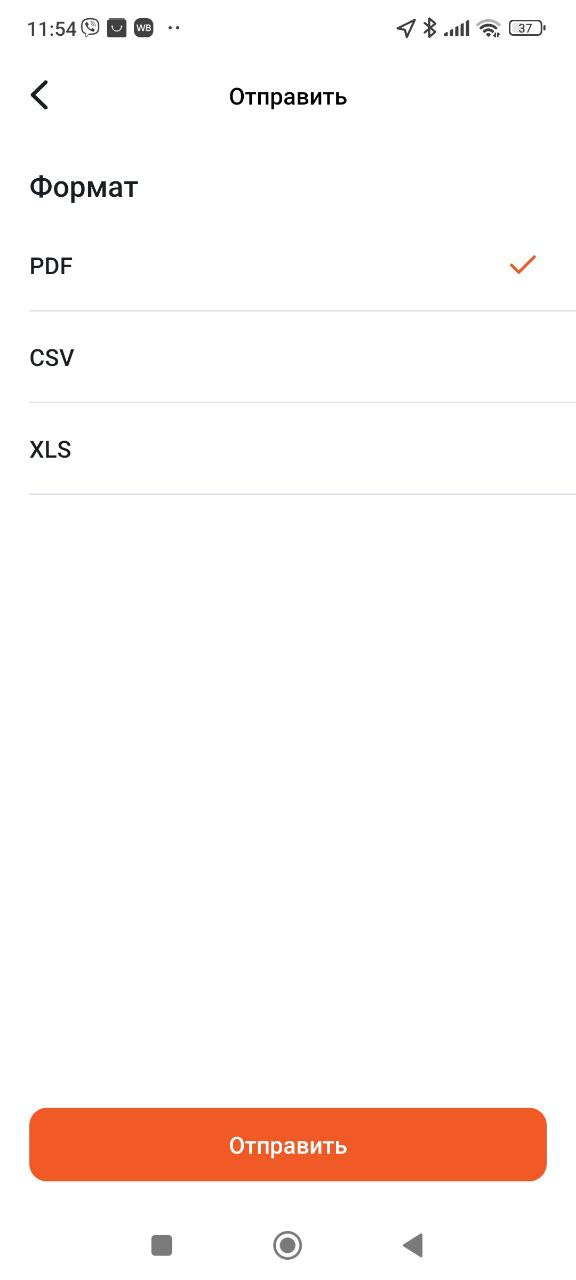 11:54 WB 37
Отправить
Формат
PDF
CSV
XLS
Отправить